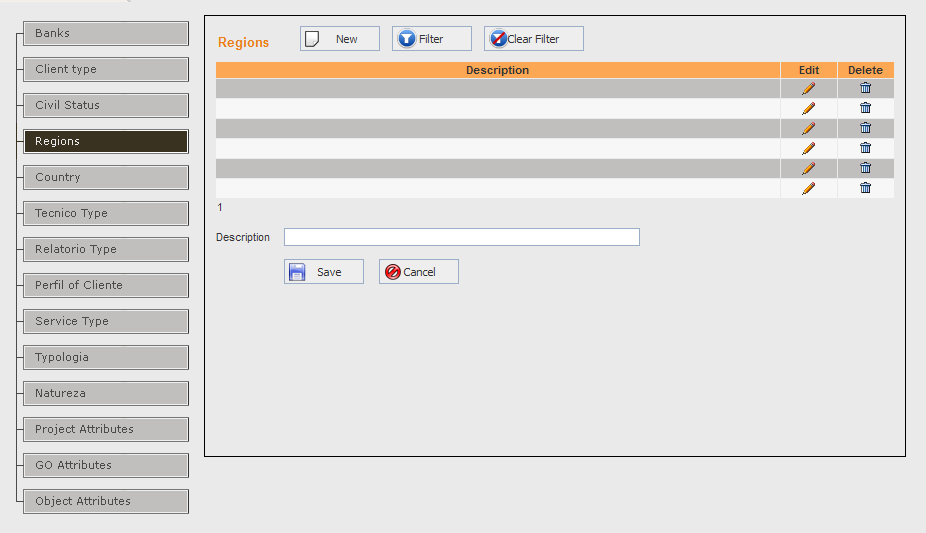 Banks
Client type
Civil Status
Regions
Country
Tecnico Type
Relatorio Type
Perfil of Cliente
Service Type
Typologia
Natureza
Project Attributes
GO Attributes
Object Attributes
Regions New Filter Clear Filter
Description Edit Delete
1
Description
Save Cancel